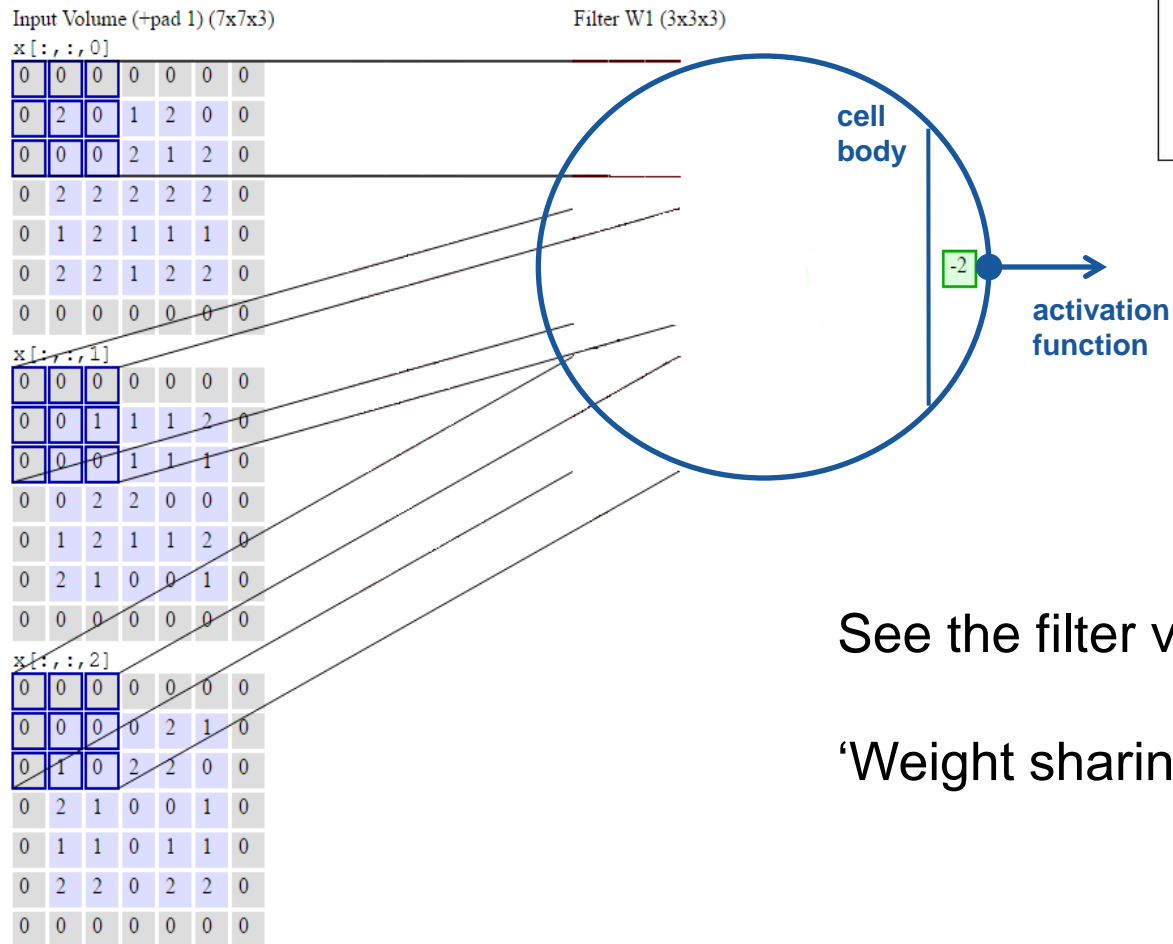 Input Volume (+pad 1) (7x7x3)
Filter W1 (3x3x3)
x[:,:,0]
0 0 0 0 0 0 0
0 2 0 1 2 0 0
0 0 0 2 1 2 0
0 2 2 2 2 2 0
0 1 2 1 1 1 0
0 2 2 1 2 2 0
0 0 0 0 0 0 0
x[:,:,1]
0 0 0 0 0 0 0
0 0 1 1 1 2 0
0 0 0 1 1 1 0
0 0 2 2 0 0 0
0 1 2 1 1 2 0
0 2 1 0 0 1 0
0 0 0 0 0 0 0
x[:,:,2]
0 0 0 0 0 0 0
0 0 0 0 2 1 0
0 1 0 2 2 0 0
0 2 1 0 0 1 0
0 1 1 0 1 1 0
0 2 2 0 2 2 0
0 0 0 0 0 0 0
cell
body
-2
activation
function
See the filter v
‘Weight sharin